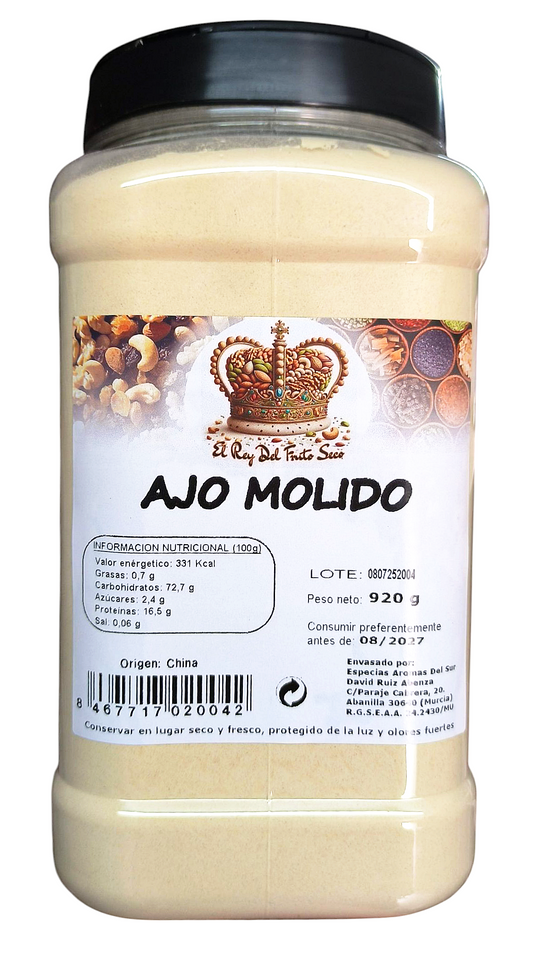 El Rey Del Fruto Seco
AJO MOLIDO
INFORMACION NUTRICIONAL (100g)
Valor enérgetico: 331 Kcal
Grasas: 0,7 g
Carbohidratos: 72,7 g
Azucares: 2,4 g
Proteinas: 16,5 g
Sal: 0,06 g
LOTE: 0807252004
Peso neto: 920 g
Consumir preferentemente
antes de: 08/2027
Origen: China
8 467717 020042
Envasado por:
Especias Aromas Del Sur
David Ruiz
C/Paraje Cabrera, 20.
Abanilla (Murcia)
R.G.S.E.A.A.
Conservar en lugar seco y fresco, protegido de la luz y olores fuertes